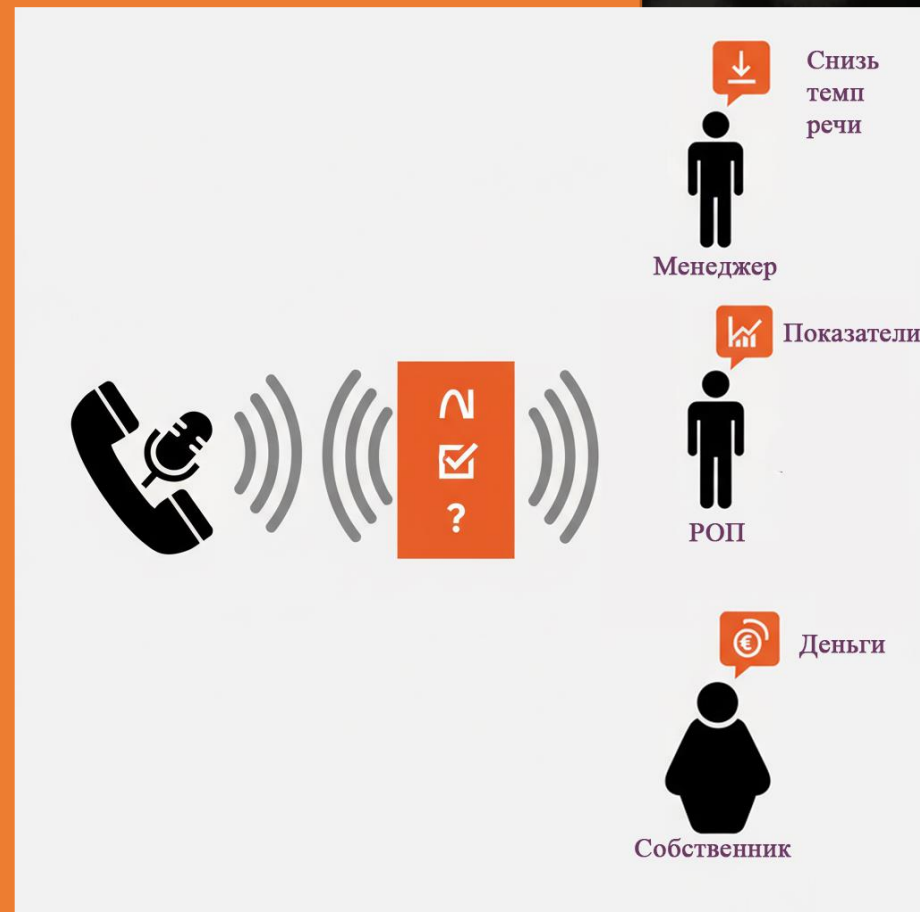 Снизь
темп
речи
Менеджер
Показатели
?
РОП
€
Деньги
Собственник